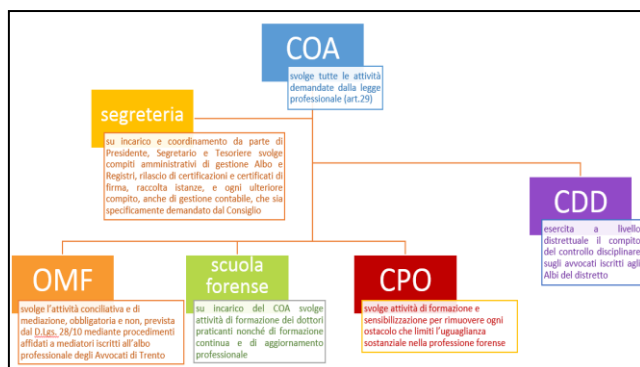 COA
svolge tutte le attività
demandate dalla legge
professionale (art.29)
segreteria
su incarico e coordinamento da parte di
Presidente, Segretario e Tesoriere svolge
compiti amministrativi di gestione Albo e
Registri, rilascio di certificazioni e certificati di
firma, raccolta istanze, e ogni ulteriore
compito, anche di gestione contabile, che sia
specificamente demandato dal Consiglio
CDD
esercita a livello
distrettuale il compito
del controllo disciplinare
sugli avvocati iscritti agli
Albi del distretto
OMF
svolge l'attività conciliativa e di
mediazione, obbligatoria e non, prevista
dal D.Lgs. 28/10 mediante procedimenti
affidati a mediatori iscritti all'albo
professionale degli Avvocati di Trento
scuola
forense
su incarico del COA svolge
attività di formazione dei dottori
praticanti nonché di formazione
continua e di aggiornamento
professionale
CPO
svolge attività di formazione e
sensibilizzazione per rimuovere ogni
ostacolo che limiti l'uguaglianza
sostanziale nella professione forense